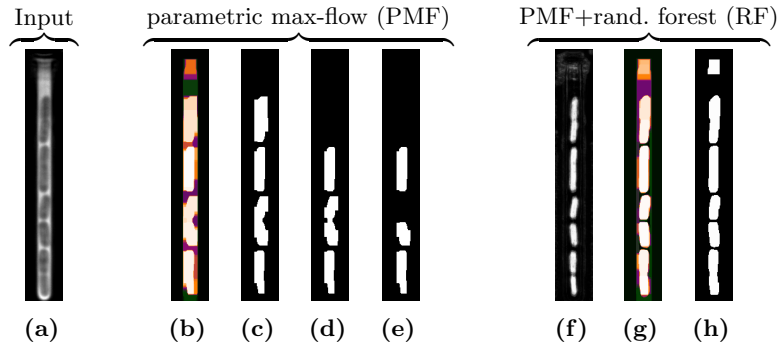 Input parametric max-flow (PMF) PMF+rand. forest (RF)
(a) (b) (c) (d) (e) (f) (g) (h)